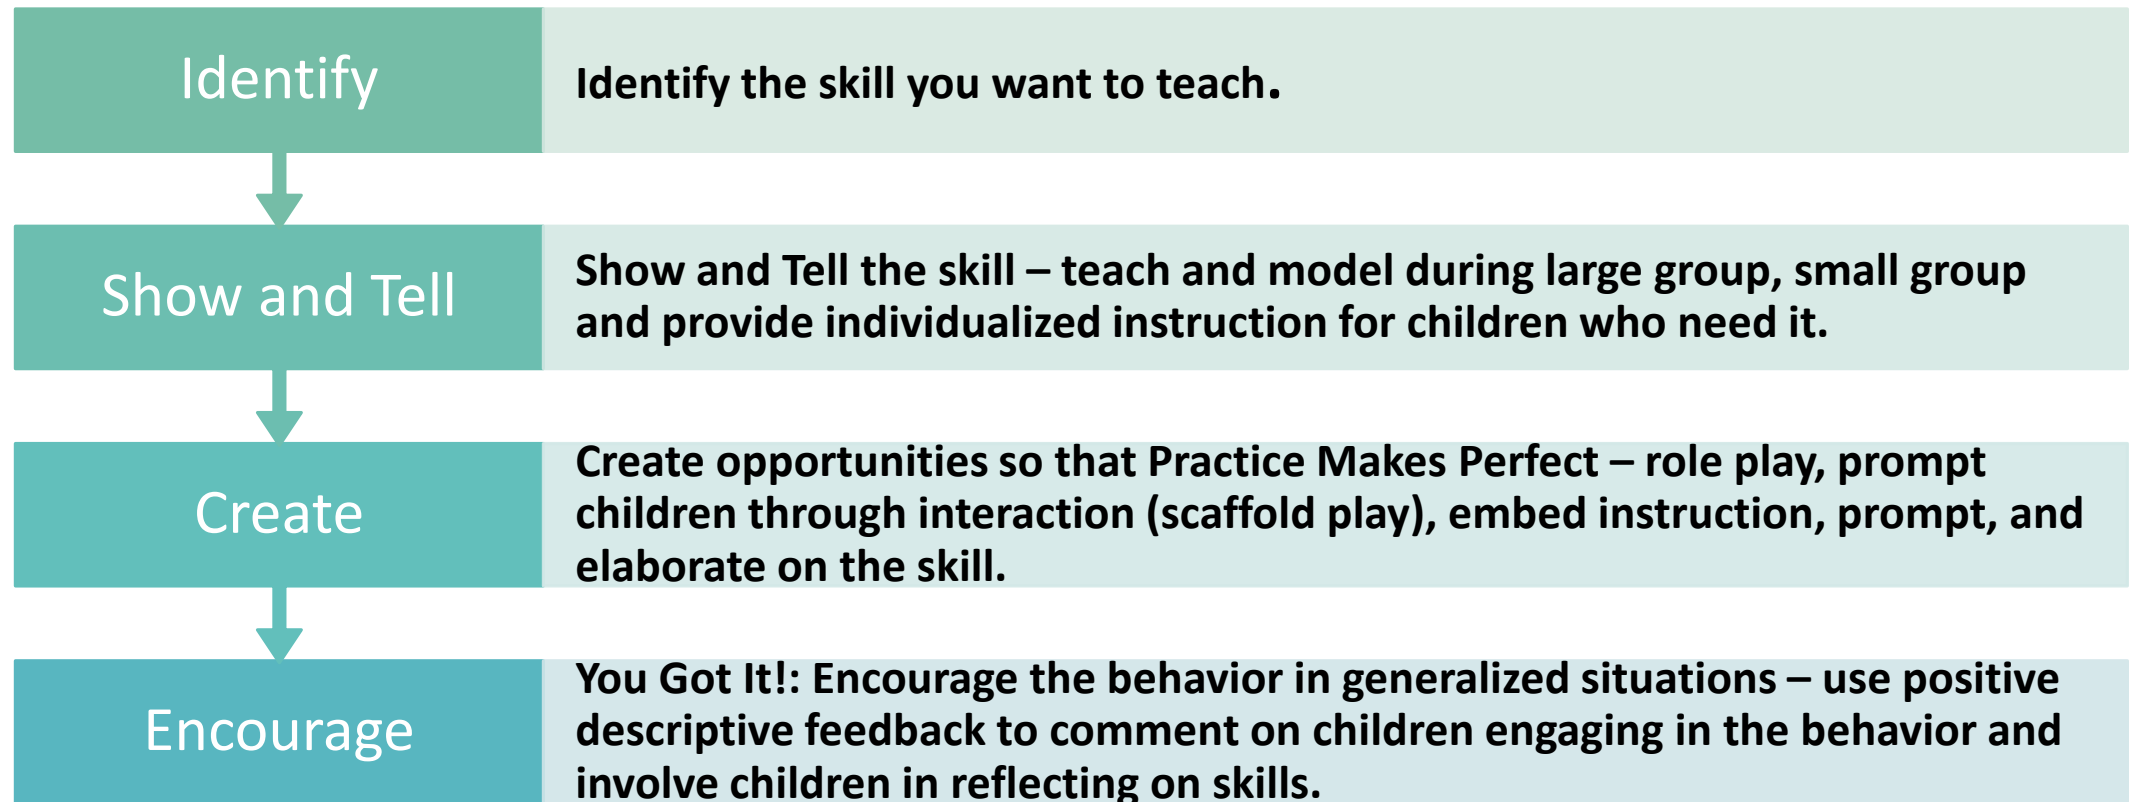 Identify
Identify the skill you want to teach.
Show and Tell
Show and Tell the skill – teach and model during large group, small group
and provide individualized instruction for children who need it.
Create
Create opportunities so that Practice Makes Perfect – role play, prompt
children through interaction (scaffold play), embed instruction, prompt, and
elaborate on the skill.
Encourage
You Got It!: Encourage the behavior in generalized situations – use positive
descriptive feedback to comment on children engaging in the behavior and
involve children in reflecting on skills.